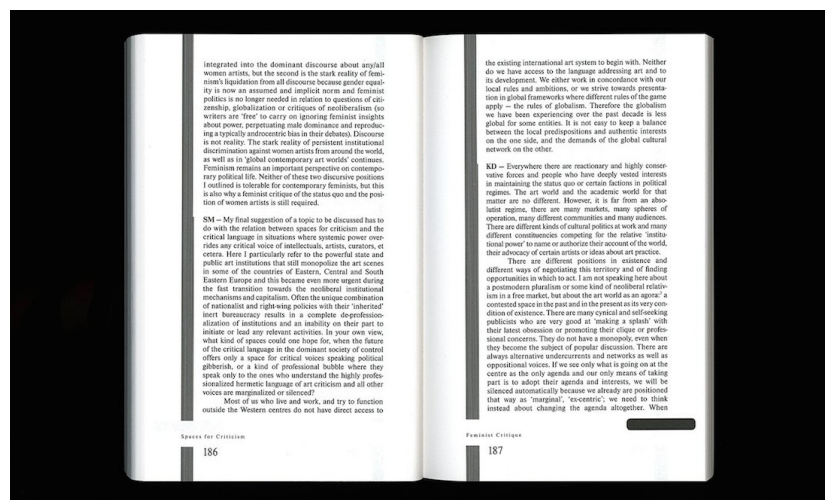 integrated into the dominant discourse about any/all
women artists, but the second is the stark reality of femi-
nism's liquidation from all discourse because gender equal-
ity is now an assumed and implicit norm and feminist
politics is no longer needed in relation to questions of citi-
zenship, globalization or critiques of neoliberalism (so
writers are 'free' to carry on ignoring feminist insights
about power, perpetuating male dominance and reproduc-
ing a typically androcentric bias in their debates). Discourse
is not reality. The stark reality of persistent institutional
discrimination against women artists from around the world,
as well as in 'global contemporary art worlds' continues.
Feminism remains an important perspective on contempo-
rary political life. Neither of these two discursive positions
I outlined is tolerable for contemporary feminists, but this
is also why a feminist critique of the status quo and the posi-
tion of women artists is still required.
SM – My final suggestion of a topic to be discussed has to
do with the relation between spaces for criticism and the
critical language in situations where systemic power over-
rides any critical voice of intellectuals, artists, curators, et
cetera. Here I particularly refer to the powerful state and
public art institutions that still monopolize the art scenes
in some of the countries of Eastern, Central and South
Eastern Europe and this became even more urgent during
the fast transition towards the neoliberal institutional
mechanisms and capitalism. Often the unique combination
of nationalist and right-wing policies with their 'inherited'
inert bureaucracy results in a complete de-profession-
alization of institutions and an inability on their part to
initiate or lead any relevant activities. In your own view,
what kind of spaces could one hope for, when the future
of the critical language in the dominant society of control
offers only a space for critical voices speaking political
gibberish, or a kind of professional bubble where they
speak only to the ones who understand the highly profes-
sionalized hermetic language of art criticism and all other
voices are marginalized or silenced?
Most of us who live and work, and try to function
outside the Western centres do not have direct access to
Spaces for Criticism
186
the existing international art system to begin with. Neither
do we have access to the language addressing art and to
its development. We either work in concordance with our
local rules and ambitions, or we strive towards presenta-
tion in global frameworks where different rules of the game
apply – the rules of globalism. Therefore the globalism
we have been experiencing over the past decade is less
global for some entities. It is not easy to keep a balance
between the local predispositions and authentic interests
on the one side, and the demands of the global cultural
network on the other.
KD – Everywhere there are reactionary and highly conser-
vative forces and people who have deeply vested interests
in maintaining the status quo or certain factions in political
regimes. The art world and the academic world for that
matter are no different. However, it is far from an abso-
lutist regime, there are many markets, many spheres of
operation, many different communities and many audiences.
There are different kinds of cultural politics at work and many
different constituencies competing for the relative 'institu-
tional power' to name or authorize their account of the world,
their advocacy of certain artists or ideas about art practice.
There are different positions in existence and
different ways of negotiating this territory and of finding
opportunities in which to act. I am not speaking here about
a postmodern pluralism or some kind of neoliberal relativ-
ism in a free market, but about the art world as an agora:² a
contested space in the past and in the present as its very con-
dition of existence. There are many cynical and self-seeking
publicists who are very good at 'making a splash' with
their latest obsession or promoting their clique or profes-
sional concerns. They do not have a monopoly, even when
they become the subject of popular discussion. There are
always alternative undercurrents and networks as well as
oppositional voices. If we see only what is going on at the
centre as the only agenda and our only means of taking
part is to adopt their agenda and interests, we will be
silenced automatically because we already are positioned
that way as 'marginal', 'ex-centric'; we need to think
instead about changing the agenda altogether. When
Feminist Critique
187